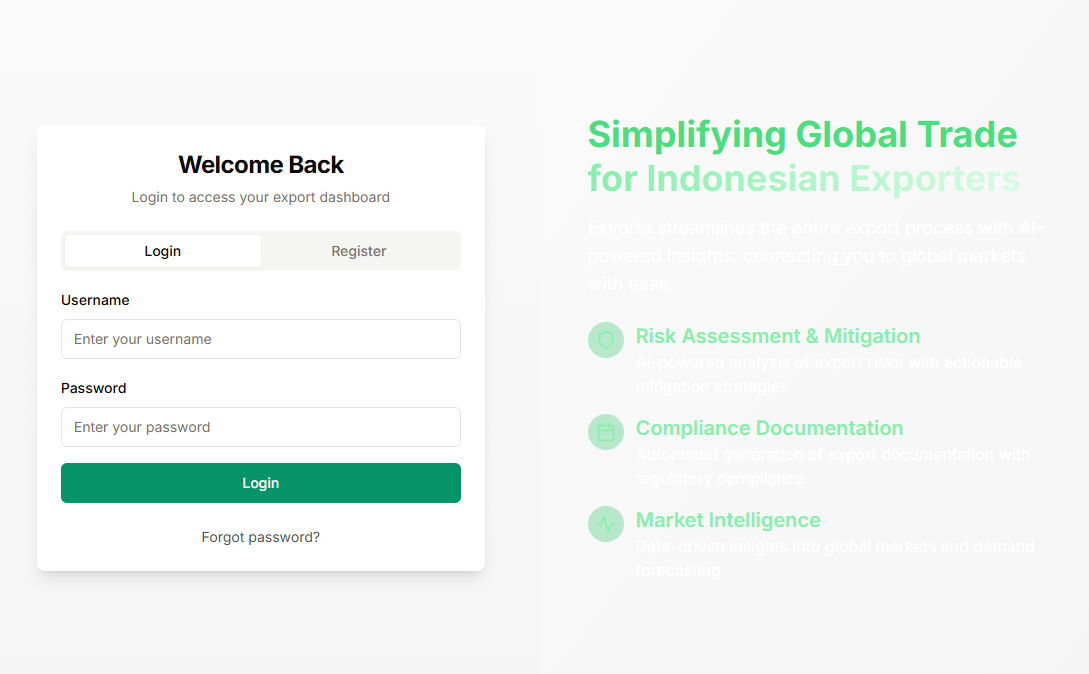 Welcome Back
Login to access your export dashboard
Login
Register
Username
Enter your username
Password
Enter your password
Login
Forgot password?
Simplifying Global Trade
for Indonesian Exporters
Exvorta streamlines the entire export process with AI-
powered insights, connecting you to global markets
with ease.
Risk Assessment & Mitigation
AI-powered analysis of export risks with actionable
mitigation strategies
Compliance Documentation
Automated generation of export documentation with
regulatory compliance
Market Intelligence
Data-driven insights into global markets and demand
forecasting